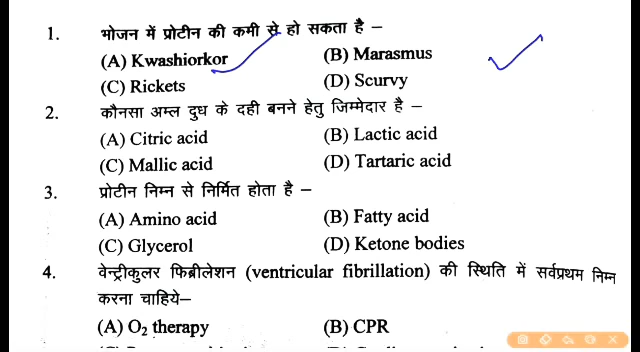 1. भोजन में प्रोटीन की कमी से हो सकता है –
(A) Kwashiorkor (B) Marasmus
(C) Rickets (D) Scurvy
2. कौनसा अम्ल दुध के दही बनने हेतु जिम्मेदार है –
(A) Citric acid (B) Lactic acid
(C) Mallic acid (D) Tartaric acid
3. प्रोटीन निम्न से निर्मित होता है –
(A) Amino acid (B) Fatty acid
(C) Glycerol (D) Ketone bodies
4. वेन्ट्रीकुलर फिब्रीलेशन (ventricular fibrillation) की स्थिति में सर्वप्रथम निम्न
करना चाहिये–
(A) O₂ therapy (B) CPR